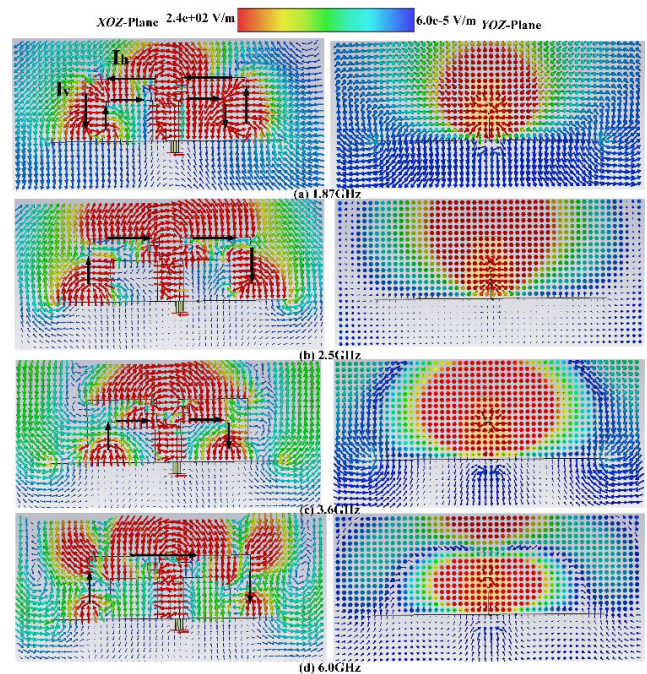 XOZ-Plane 2.4e+02 V/m 6.0e-5 V/m YOZ-Plane
Ih
Iv
(a) 1.87GHz
(b) 2.5GHz
(c) 3.6GHz
(d) 6.0GHz